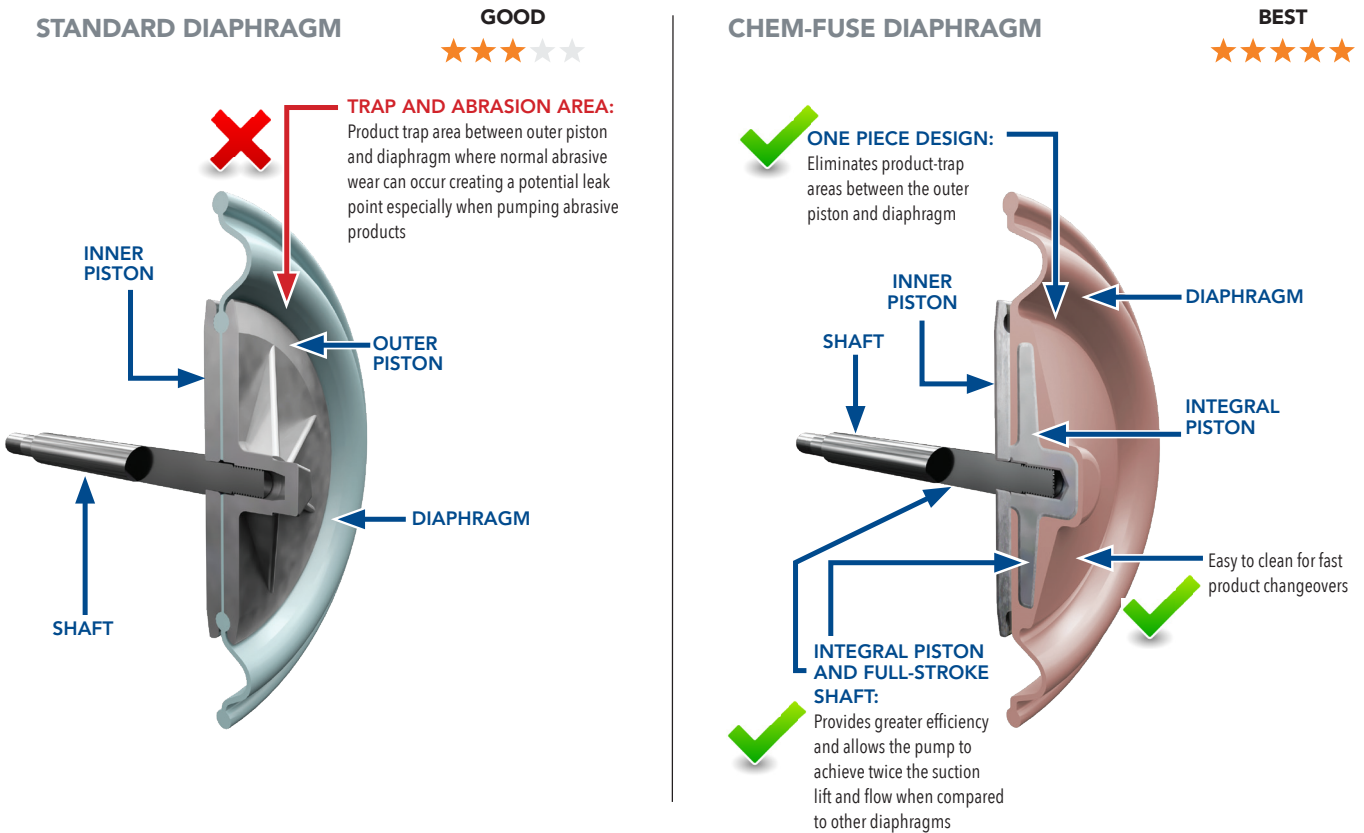 STANDARD DIAPHRAGM
GOOD
TRAP AND ABRASION AREA:
Product trap area between outer piston
and diaphragm where normal abrasive
wear can occur creating a potential leak
point especially when pumping abrasive
products
INNER
PISTON
OUTER
PISTON
DIAPHRAGM
SHAFT
CHEM-FUSE DIAPHRAGM
BEST
ONE PIECE DESIGN:
Eliminates product-trap
areas between the outer
piston and diaphragm
INNER
PISTON
DIAPHRAGM
SHAFT
INTEGRAL
PISTON
Easy to clean for fast
product changeovers
INTEGRAL PISTON
AND FULL-STROKE
SHAFT:
Provides greater efficiency
and allows the pump to
achieve twice the suction
lift and flow when compared
to other diaphragms